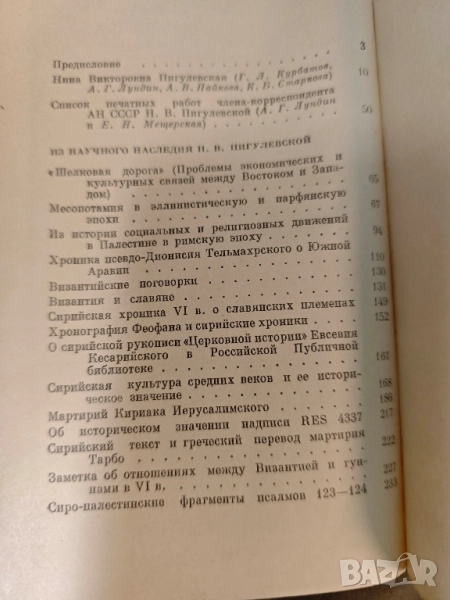 Предисловие 3
Нина Викторовна Пигулевская (Г. Л. Курбатов,
А. Г. Лундин, А. В. Пайкова, К. Б. Старкова) 10
Список печатных работ члена-корреспондента
АН СССР Н. В. Пигулевской (А. Г. Лундин
и Е. Н. Мещерская) 50
ИЗ НАУЧНОГО НАСЛЕДИЯ Н. В. ПИГУЛЕВСКОЙ
«Шелковая дорога» (Проблемы экономических и
культурных связей между Востоком и Запа-
дом) 65
Месопотамия в эллинистическую и парфянскую
эпохи 67
Из истории социальных и религиозных движений
в Палестине в римскую эпоху 94
Хроника псевдо-Дионисия Тельмахрского о Южной
Аравии 110
Византийские поговорки 130
Византия и славяне 131
Сирийская хроника VI в. о славянских племенах 149
Хронография Феофана и сирийские хроники 152
О сирийской рукописи «Церковной истории» Евсевия
Кесарийского в Российской Публичной
библиотеке 161
Сирийская культура средних веков и ее истори-
ческое значение 168
Мартирий Кириака Иерусалимского 186
Об историческом значении надписи RES 4337 217
Сирийский текст и греческий перевод мартирия
Тарбо 222
Заметка об отношениях между Византией и гун-
нами в VI в. 227
Сиро-палестинские фрагменты псалмов 123—124 233
BAZAR